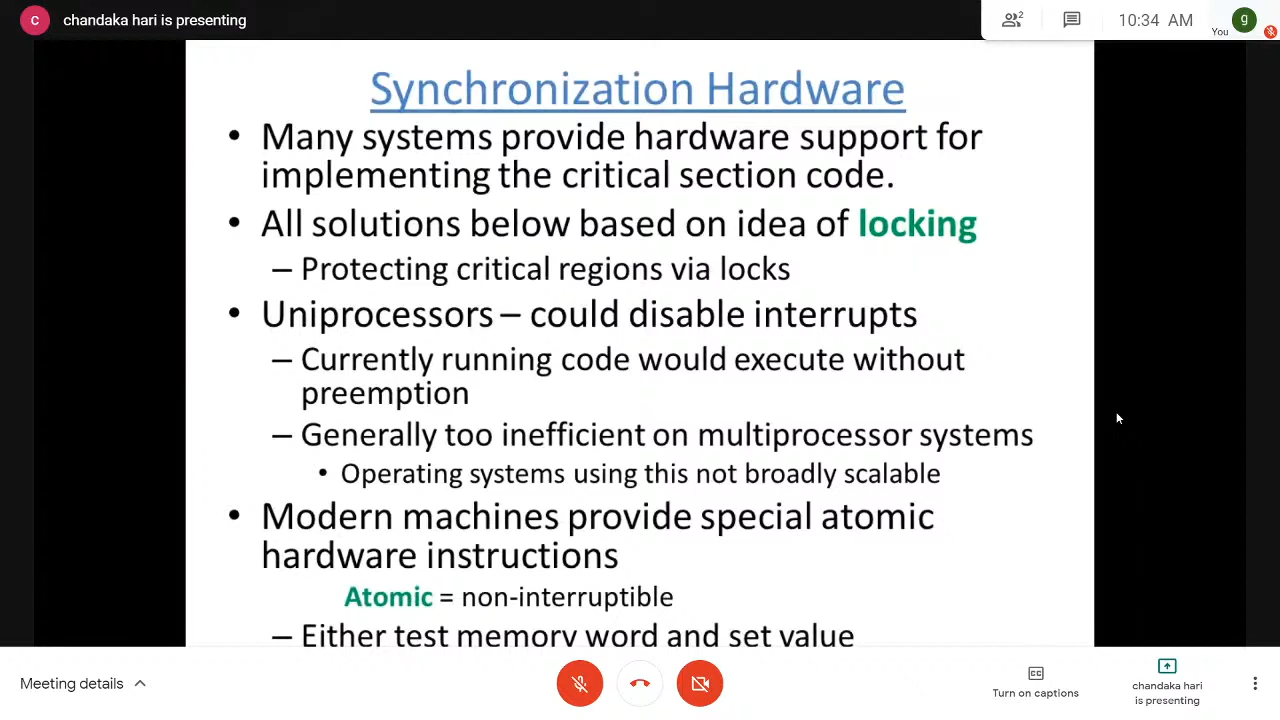 c chandaka hari is presenting
2 10:34 AM You g
Synchronization Hardware
• Many systems provide hardware support for
implementing the critical section code.
• All solutions below based on idea of locking
– Protecting critical regions via locks
• Uniprocessors – could disable interrupts
– Currently running code would execute without
preemption
– Generally too inefficient on multiprocessor systems
• Operating systems using this not broadly scalable
• Modern machines provide special atomic
hardware instructions
Atomic = non-interruptible
– Either test memory word and set value
Meeting details
CC
Turn on captions
chandaka hari
is presenting